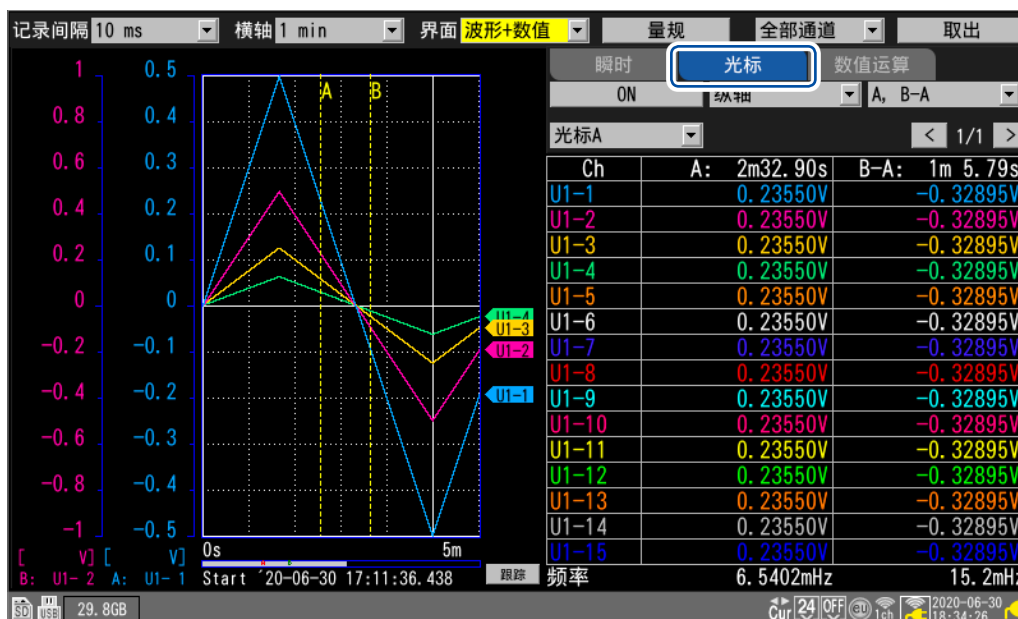 记录间隔 10 ms 横轴 1 min 界面 波形+数值 量规 全部通道 取出
瞬时 光标 数值运算
ON 纵轴 A, B-A
光标A < 1/1 >
1 0.5
0.8 0.4
0.6 0.3
0.4 0.2
0.2 0.1
0 0
-0.2 -0.1
-0.4 -0.2
-0.6 -0.3
-0.8 -0.4
-1 -0.5
[ V] [ V]
B: U1- 2 A: U1- 1
A B
U1-4
U1-3
U1-2
U1-1
0s 5m
Start '20-06-30 17:11:36.438 跟踪
Ch A: 2m32.90s B-A: 1m 5.79s
U1-1 0.23550V -0.32895V
U1-2 0.23550V -0.32895V
U1-3 0.23550V -0.32895V
U1-4 0.23550V -0.32895V
U1-5 0.23550V -0.32895V
U1-6 0.23550V -0.32895V
U1-7 0.23550V -0.32895V
U1-8 0.23550V -0.32895V
U1-9 0.23550V -0.32895V
U1-10 0.23550V -0.32895V
U1-11 0.23550V -0.32895V
U1-12 0.23550V -0.32895V
U1-13 0.23550V -0.32895V
U1-14 0.23550V -0.32895V
U1-15 0.23550V -0.32895V
频率 6.5402mHz 15.2mHz
SD USB 29.8GB Cur 24 OFF eu 1ch 2020-06-30
18:34:26